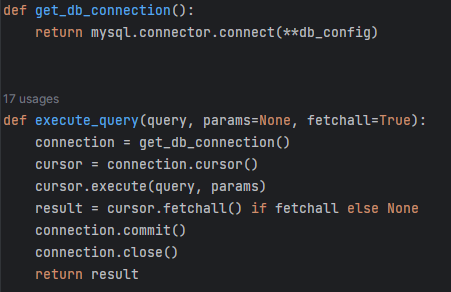 def get_db_connection():
    return mysql.connector.connect(**db_config)
17 usages
def execute_query(query, params=None, fetchall=True):
    connection = get_db_connection()
    cursor = connection.cursor()
    cursor.execute(query, params)
    result = cursor.fetchall() if fetchall else None
    connection.commit()
    connection.close()
    return result